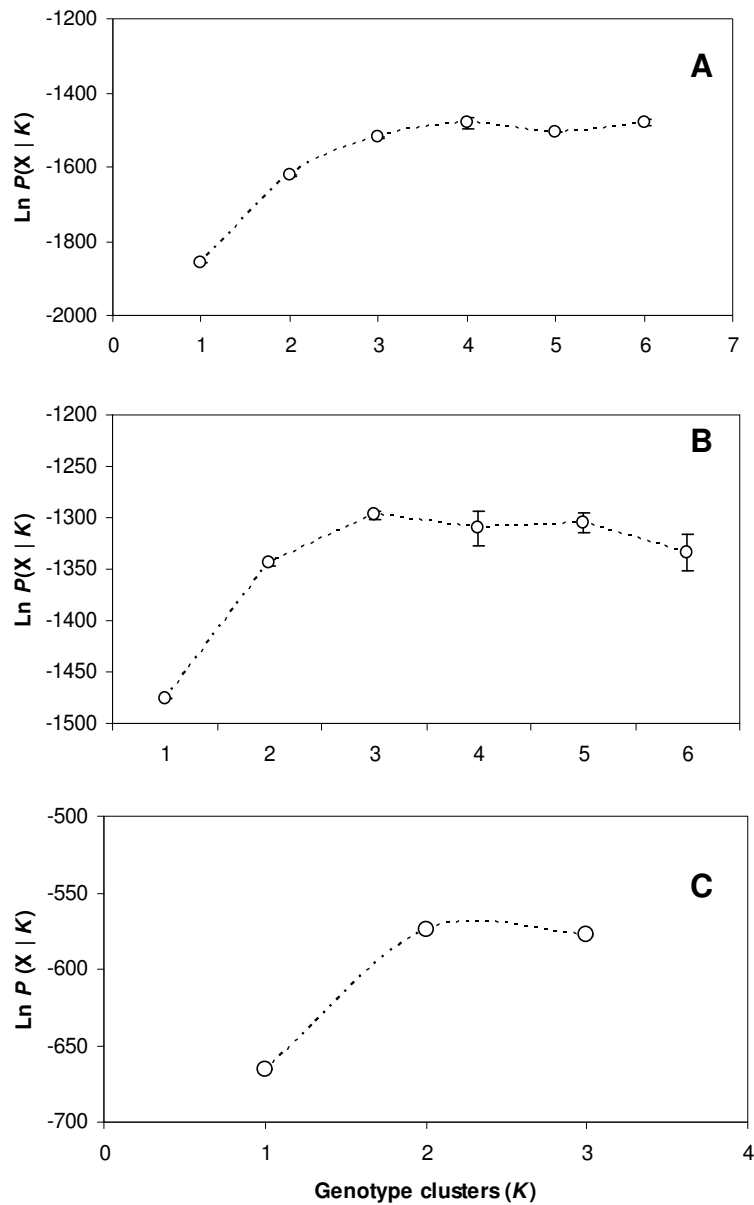 -1200
A
-1400
-1600
-1800
-2000
Ln P(X | K)
0 1 2 3 4 5 6 7
-1200
B
-1250
-1300
-1350
-1400
-1450
-1500
Ln P(X | K)
1 2 3 4 5 6
-500
C
-550
-600
-650
-700
Ln P (X | K)
0 1 2 3 4
Genotype clusters (K)